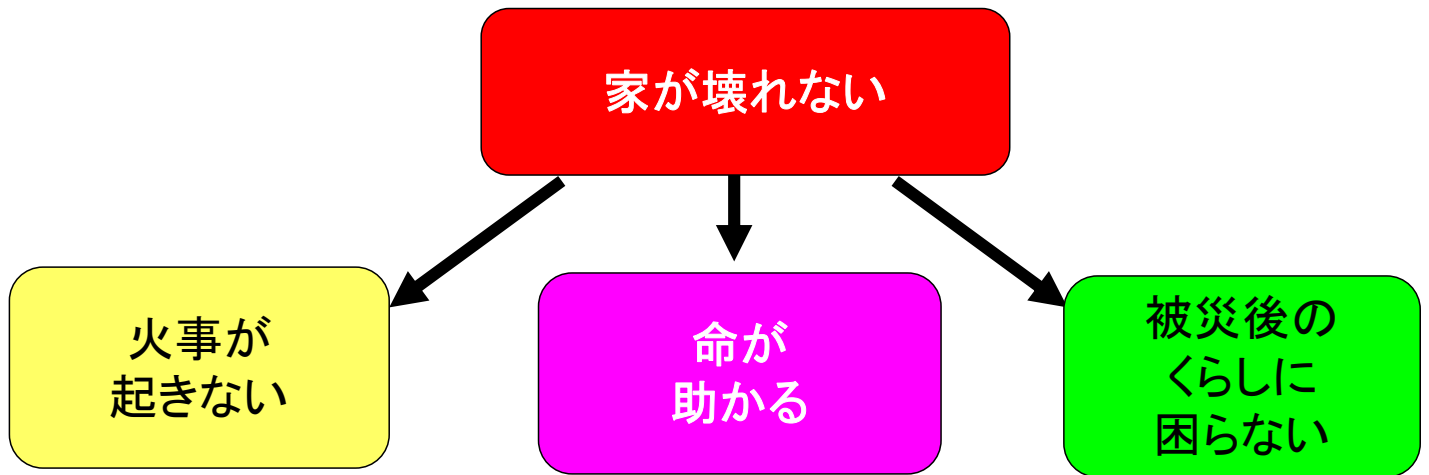 家が壊れない
火事が
起きない
命が
助かる
被災後の
くらしに
困らない